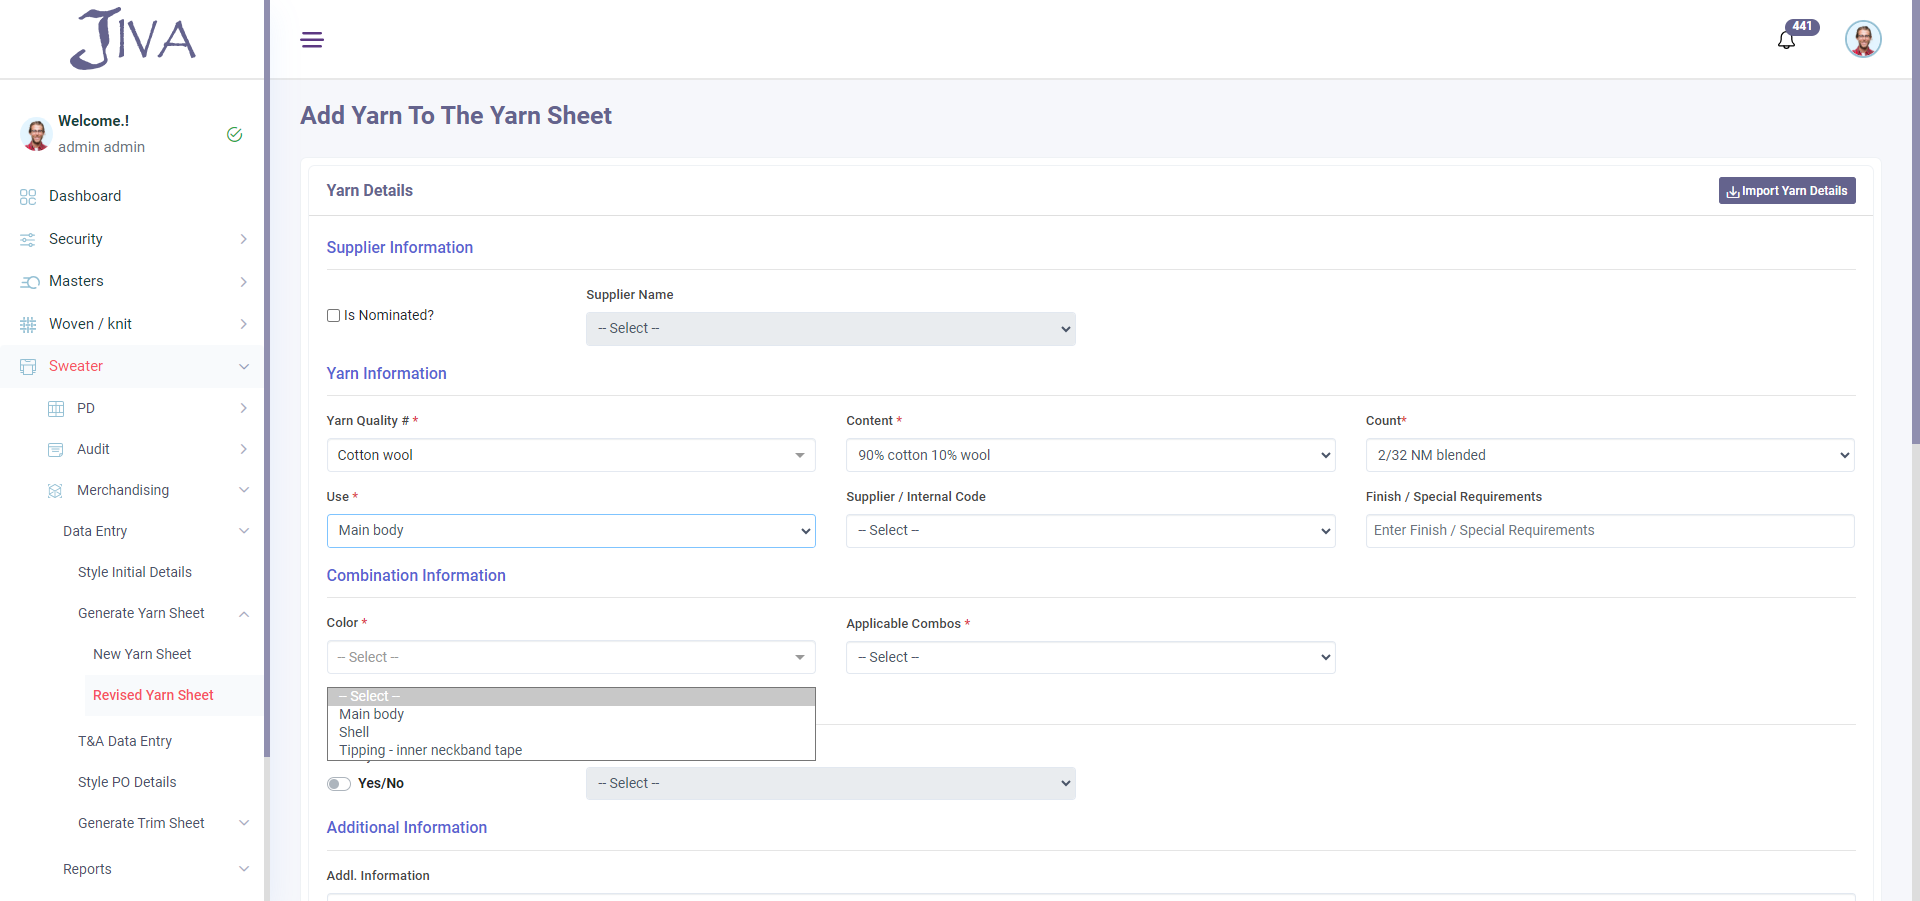 JIVA
441
Welcome.!
admin admin
Dashboard
Security
Masters
Woven / knit
Sweater
PD
Audit
Merchandising
Data Entry
Style Initial Details
Generate Yarn Sheet
New Yarn Sheet
Revised Yarn Sheet
T&A Data Entry
Style PO Details
Generate Trim Sheet
Reports
Add Yarn To The Yarn Sheet
Yarn Details
Import Yarn Details
Supplier Information
Is Nominated?
Supplier Name
-- Select --
Yarn Information
Yarn Quality # *
Content *
Count*
Cotton wool
90% cotton 10% wool
2/32 NM blended
Use *
Supplier / Internal Code
Finish / Special Requirements
Main body
-- Select --
Enter Finish / Special Requirements
Combination Information
Color *
Applicable Combos *
-- Select --
-- Select --
-- Select --
Main body
Shell
Tipping - inner neckband tape
Yes/No
-- Select --
Additional Information
Addl. Information